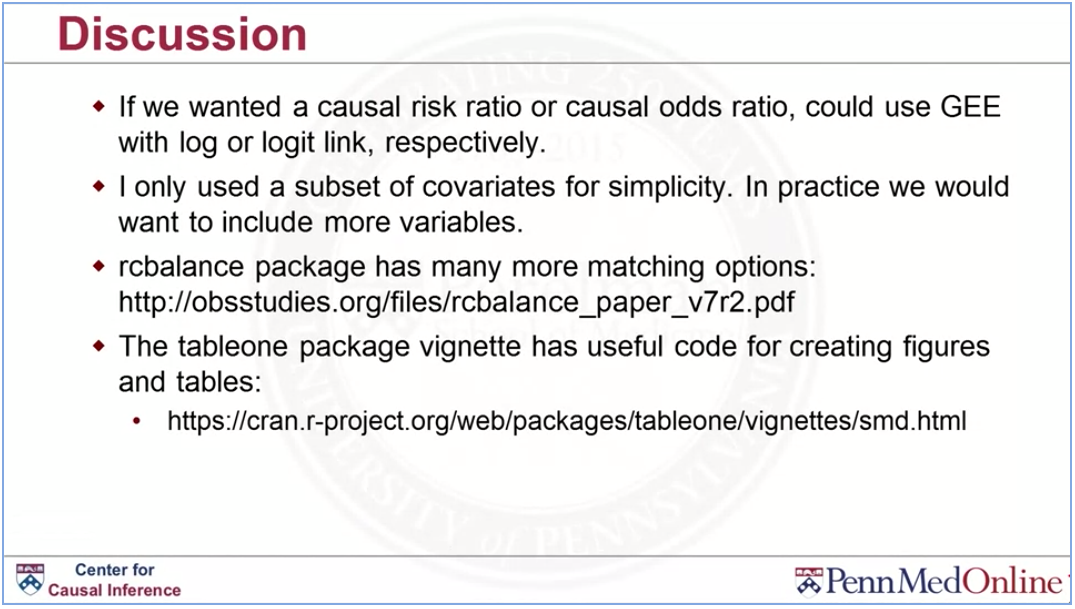 Discussion
If we wanted a causal risk ratio or causal odds ratio, could use GEE
with log or logit link, respectively.
I only used a subset of covariates for simplicity. In practice we would
want to include more variables.
rcbalance package has many more matching options:
http://obsstudies.org/files/rcbalance_paper_v7r2.pdf
The tableone package vignette has useful code for creating figures
and tables:
https://cran.r-project.org/web/packages/tableone/vignettes/smd.html
Center for
Causal Inference
PennMedOnline